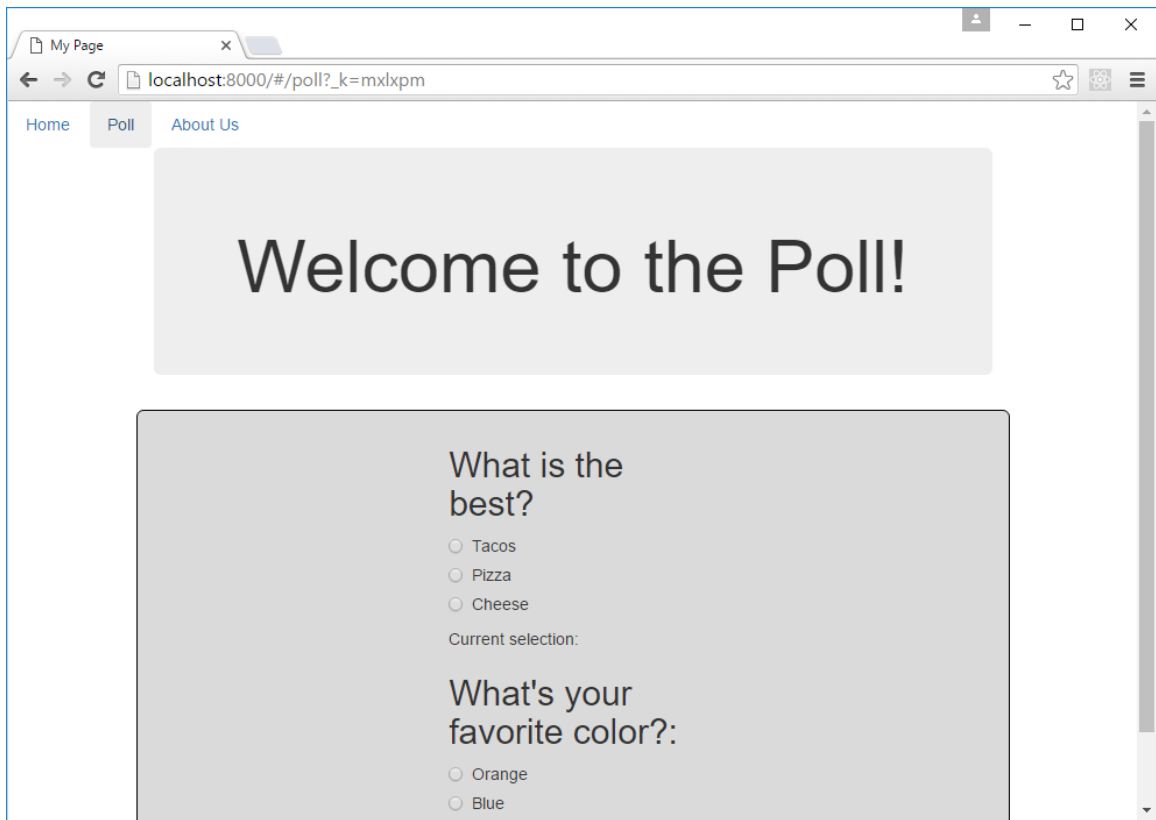 My Page
localhost:8000/#/poll?_k=mxlxpm
Home Poll About Us
Welcome to the Poll!
What is the
best?
Tacos
Pizza
Cheese
Current selection:
What's your
favorite color?:
Orange
Blue